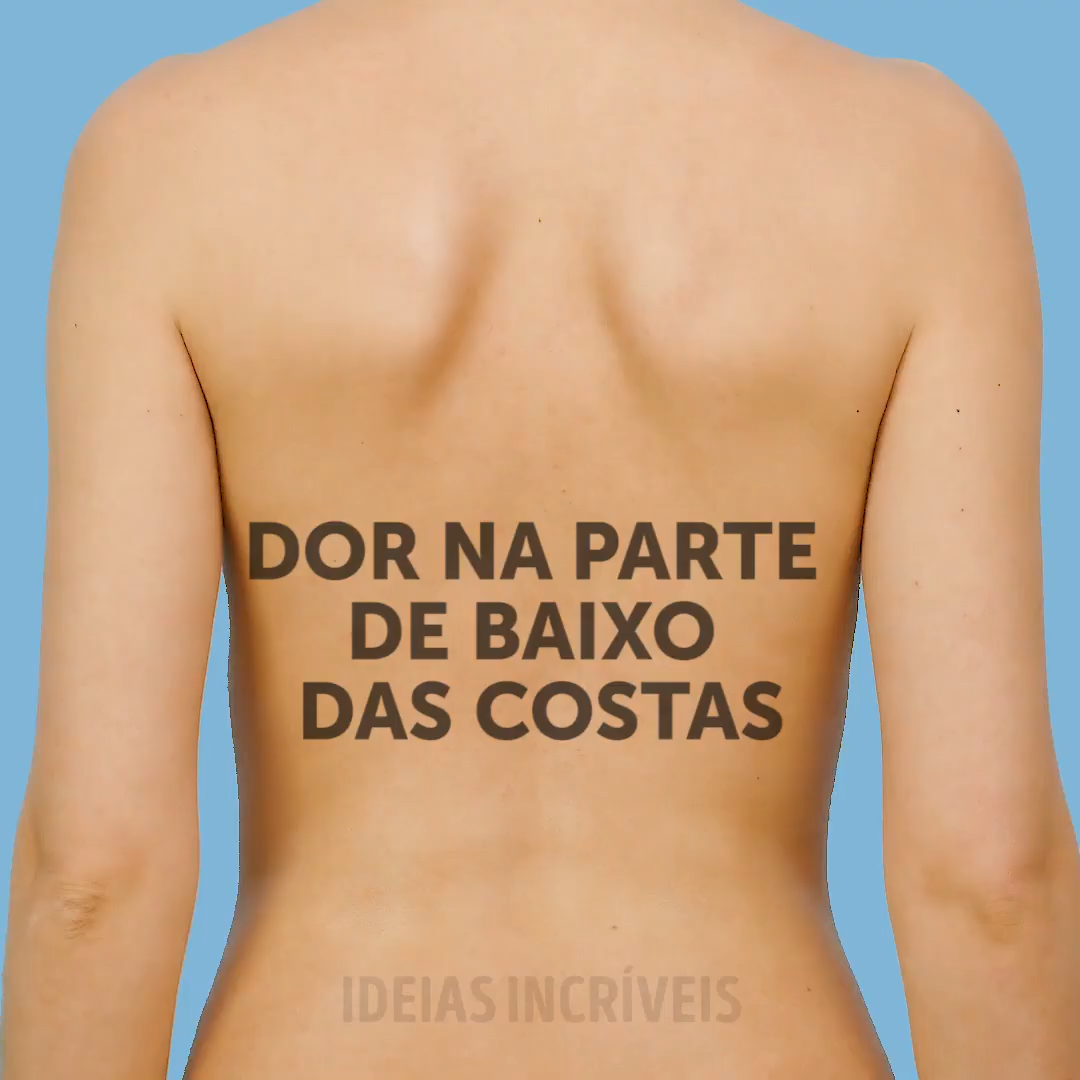 DOR NA PARTE
DE BAIXO
DAS COSTAS
IDEIAS INCRÍVEIS